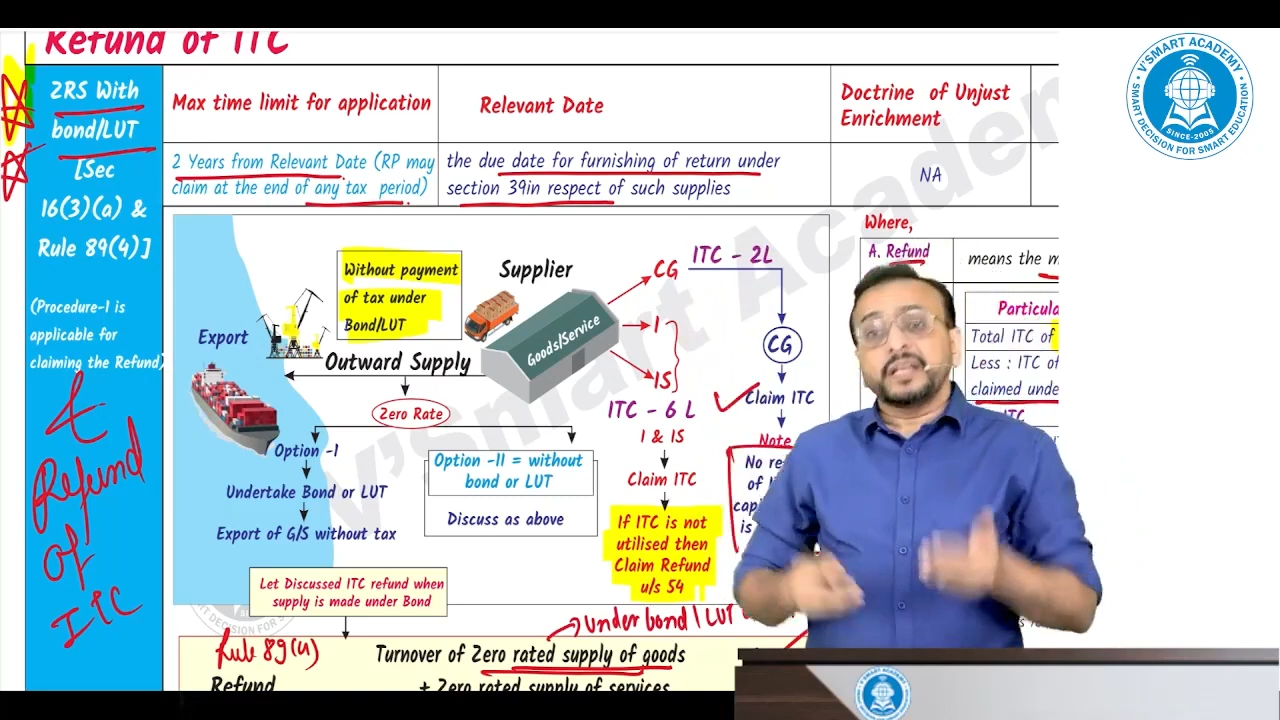 Refund of ITC
ZRS With
bond/LUT
[Sec
16(3)(a) &
Rule 89(4)]
(Procedure-I is
applicable for
claiming the Refund)
&
Refund
of
ITC
Max time limit for application
Relevant Date
Doctrine of Unjust
Enrichment
2 Years from Relevant Date (RP may
claim at the end of any tax period)
the due date for furnishing of return under
section 39in respect of such supplies
NA
Where,
A. Refund
means the
Total ITC of
Less : ITC of
claimed under
Without payment
of tax under
Bond/LUT
Supplier
Goods/Service
CG
ITC - 2L
I
IS
ITC - 6 L
I & IS
Claim ITC
If ITC is not
utilised then
Claim Refund
u/s 54
CG
Claim ITC
Note
Export
Outward Supply
Zero Rate
Option -I
Undertake Bond or LUT
Export of G/S without tax
Option -II = without
bond or LUT
Discuss as above
Let Discussed ITC refund when
supply is made under Bond
under bond/LUT
Rule 89(4)
Turnover of Zero rated supply of goods
Refund
+ Zero rated supply of services
V'Smart Academy
V'SMART ACADEMY
SMART DECISION FOR SMART EDUCATION
SINCE-2005